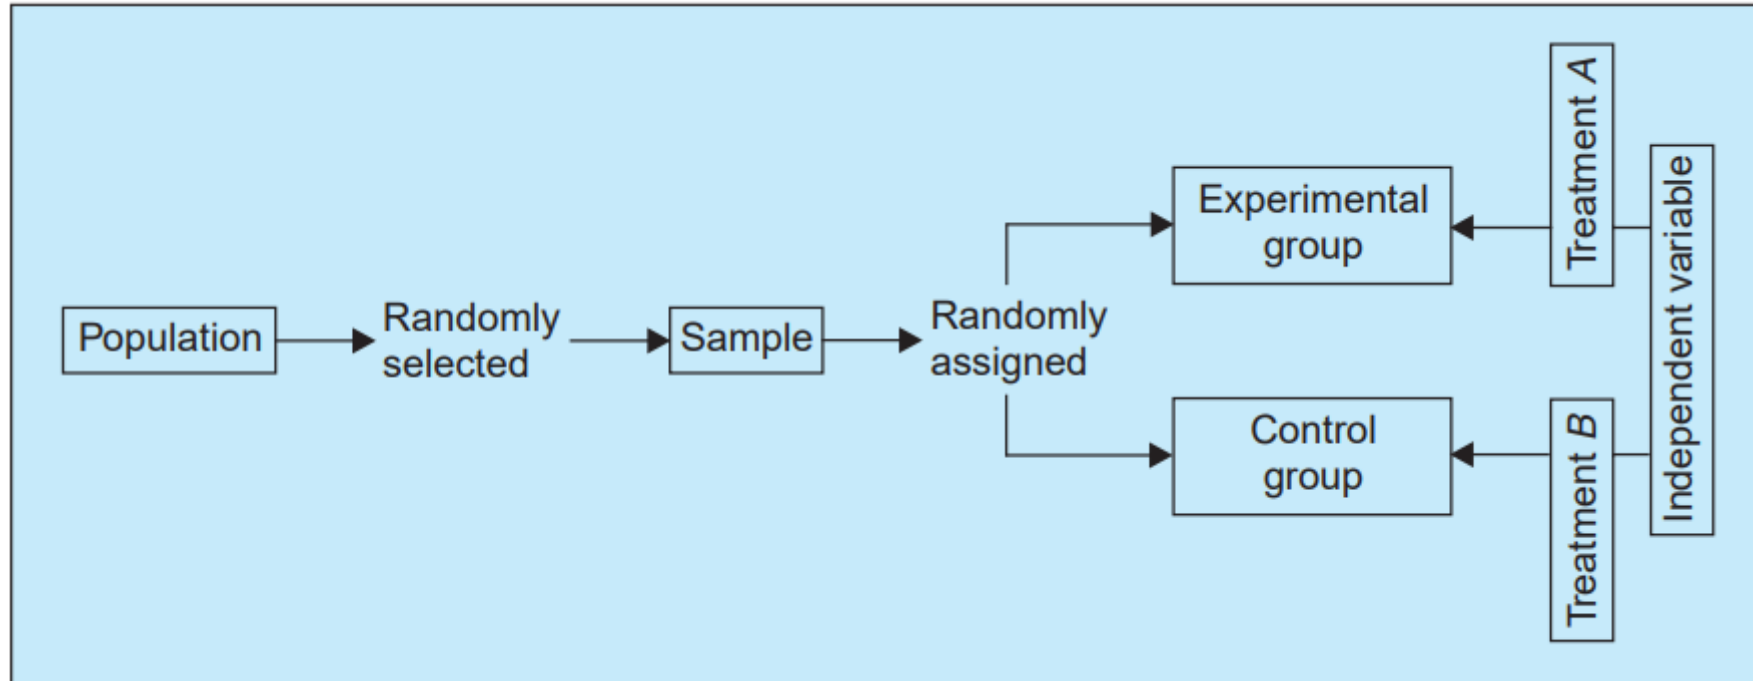 Population
Randomly
selected
Sample
Randomly
assigned
Experimental
group
Control
group
Treatment A
Treatment B
Independent variable